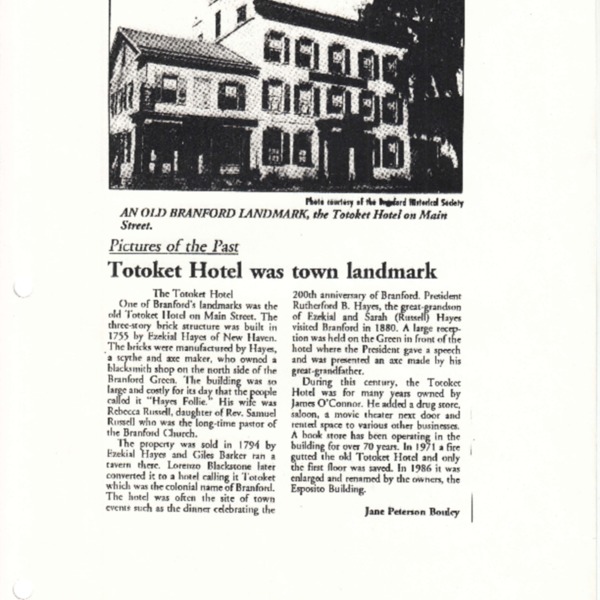 Photo courtesy of the Branford Historical Society
AN OLD BRANFORD LANDMARK, the Totoket Hotel on Main
Street.
Pictures of the Past
Totoket Hotel was town landmark
The Totoket Hotel
One of Branford's landmarks was the
old Totoket Hotel on Main Street. The
three-story brick structure was built in
1755 by Ezekial Hayes of New Haven.
The bricks were manufactured by Hayes,
a scythe and axe maker, who owned a
blacksmith shop on the north side of the
Branford Green. The building was so
large and costly for its day that the people
called it "Hayes Follie." His wife was
Rebecca Russell, daughter of Rev. Samuel
Russell who was the long-time pastor of
the Branford Church.
The property was sold in 1794 by
Ezekial Hayes and Giles Barker ran a
tavern there. Lorenzo Blackstone later
converted it to a hotel calling it Totoket
which was the colonial name of Branford.
The hotel was often the site of town
events such as the dinner celebrating the
200th anniversary of Branford. President
Rutherford B. Hayes, the great-grandson
of Ezekial and Sarah (Russell) Hayes
visited Branford in 1880. A large recep-
tion was held on the Green in front of the
hotel where the President gave a speech
and was presented an axe made by his
great-grandfather.
During this century, the Totoket
Hotel was for many years owned by
James O'Connor. He added a drug store,
saloon, a movie theater next door and
rented space to various other businesses.
A book store has been operating in the
building for over 70 years. In 1971 a fire
gutted the old Totoket Hotel and only
the first floor was saved. In 1986 it was
enlarged and renamed by the owners, the
Esposito Building.
Jane Peterson Bouley